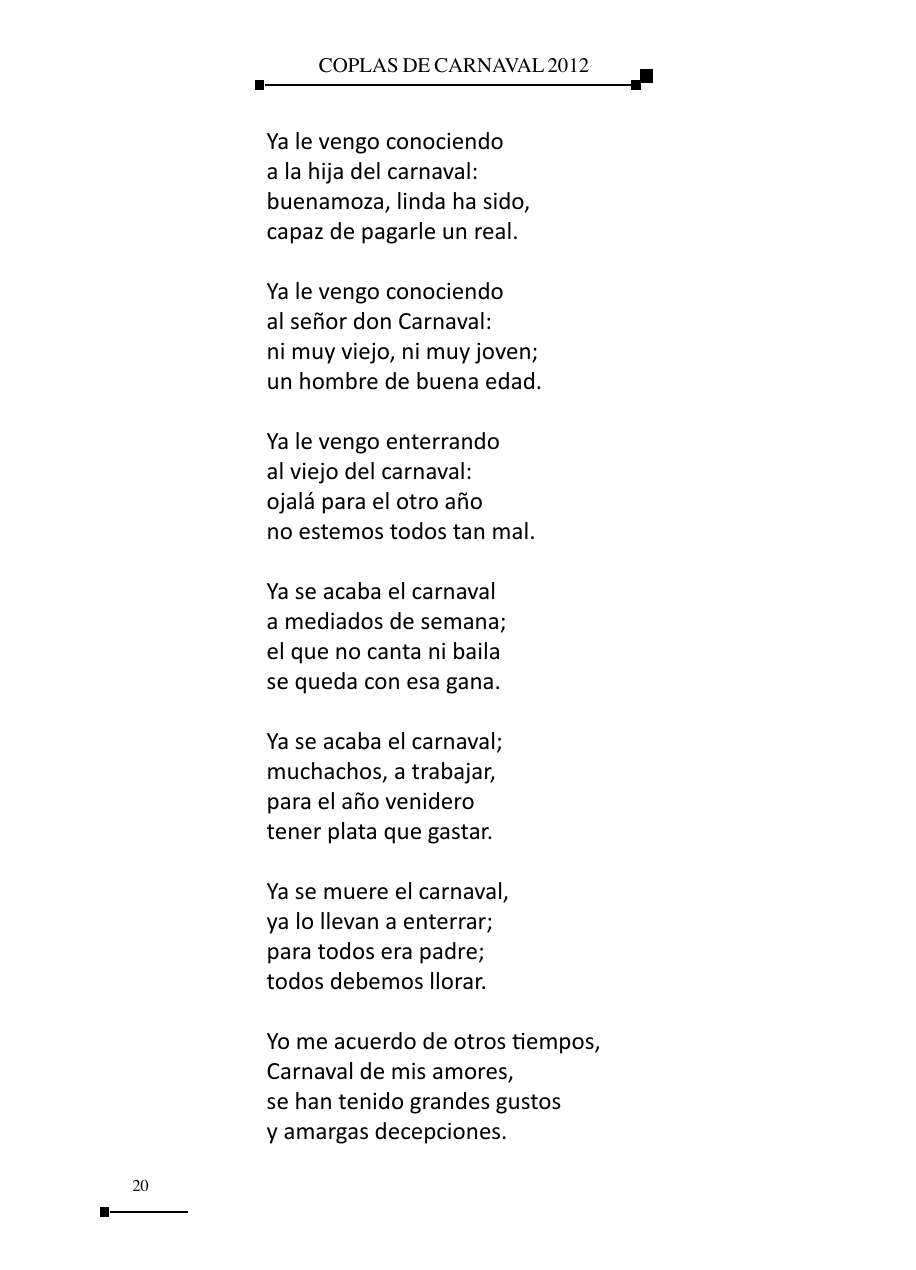 COPLAS DE CARNAVAL 2012
Ya le vengo conociendo
a la hija del carnaval:
buenamoza, linda ha sido,
capaz de pagarle un real.
Ya le vengo conociendo
al señor don Carnaval:
ni muy viejo, ni muy joven;
un hombre de buena edad.
Ya le vengo enterrando
al viejo del carnaval:
ojalá para el otro año
no estemos todos tan mal.
Ya se acaba el carnaval
a mediados de semana;
el que no canta ni baila
se queda con esa gana.
Ya se acaba el carnaval;
muchachos, a trabajar,
para el año venidero
tener plata que gastar.
Ya se muere el carnaval,
ya lo llevan a enterrar;
para todos era padre;
todos debemos llorar.
Yo me acuerdo de otros tiempos,
Carnaval de mis amores,
se han tenido grandes gustos
y amargas decepciones.
20